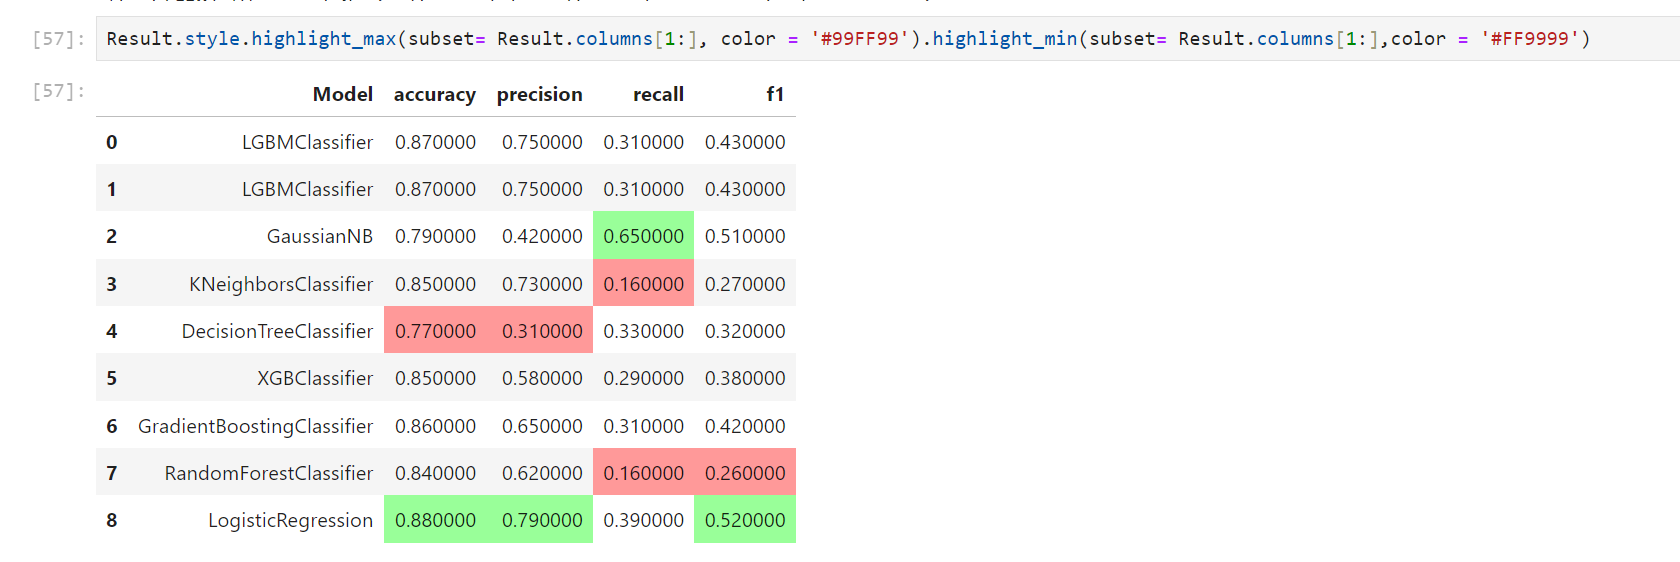 [57]: Result.style.highlight_max(subset= Result.columns[1:], color = '#99FF99').highlight_min(subset= Result.columns[1:],color = '#FF9999')
[57]:
Model accuracy precision recall f1
0 LGBMClassifier 0.870000 0.750000 0.310000 0.430000
1 LGBMClassifier 0.870000 0.750000 0.310000 0.430000
2 GaussianNB 0.790000 0.420000 0.650000 0.510000
3 KNeighborsClassifier 0.850000 0.730000 0.160000 0.270000
4 DecisionTreeClassifier 0.770000 0.310000 0.330000 0.320000
5 XGBClassifier 0.850000 0.580000 0.290000 0.380000
6 GradientBoostingClassifier 0.860000 0.650000 0.310000 0.420000
7 RandomForestClassifier 0.840000 0.620000 0.160000 0.260000
8 LogisticRegression 0.880000 0.790000 0.390000 0.520000